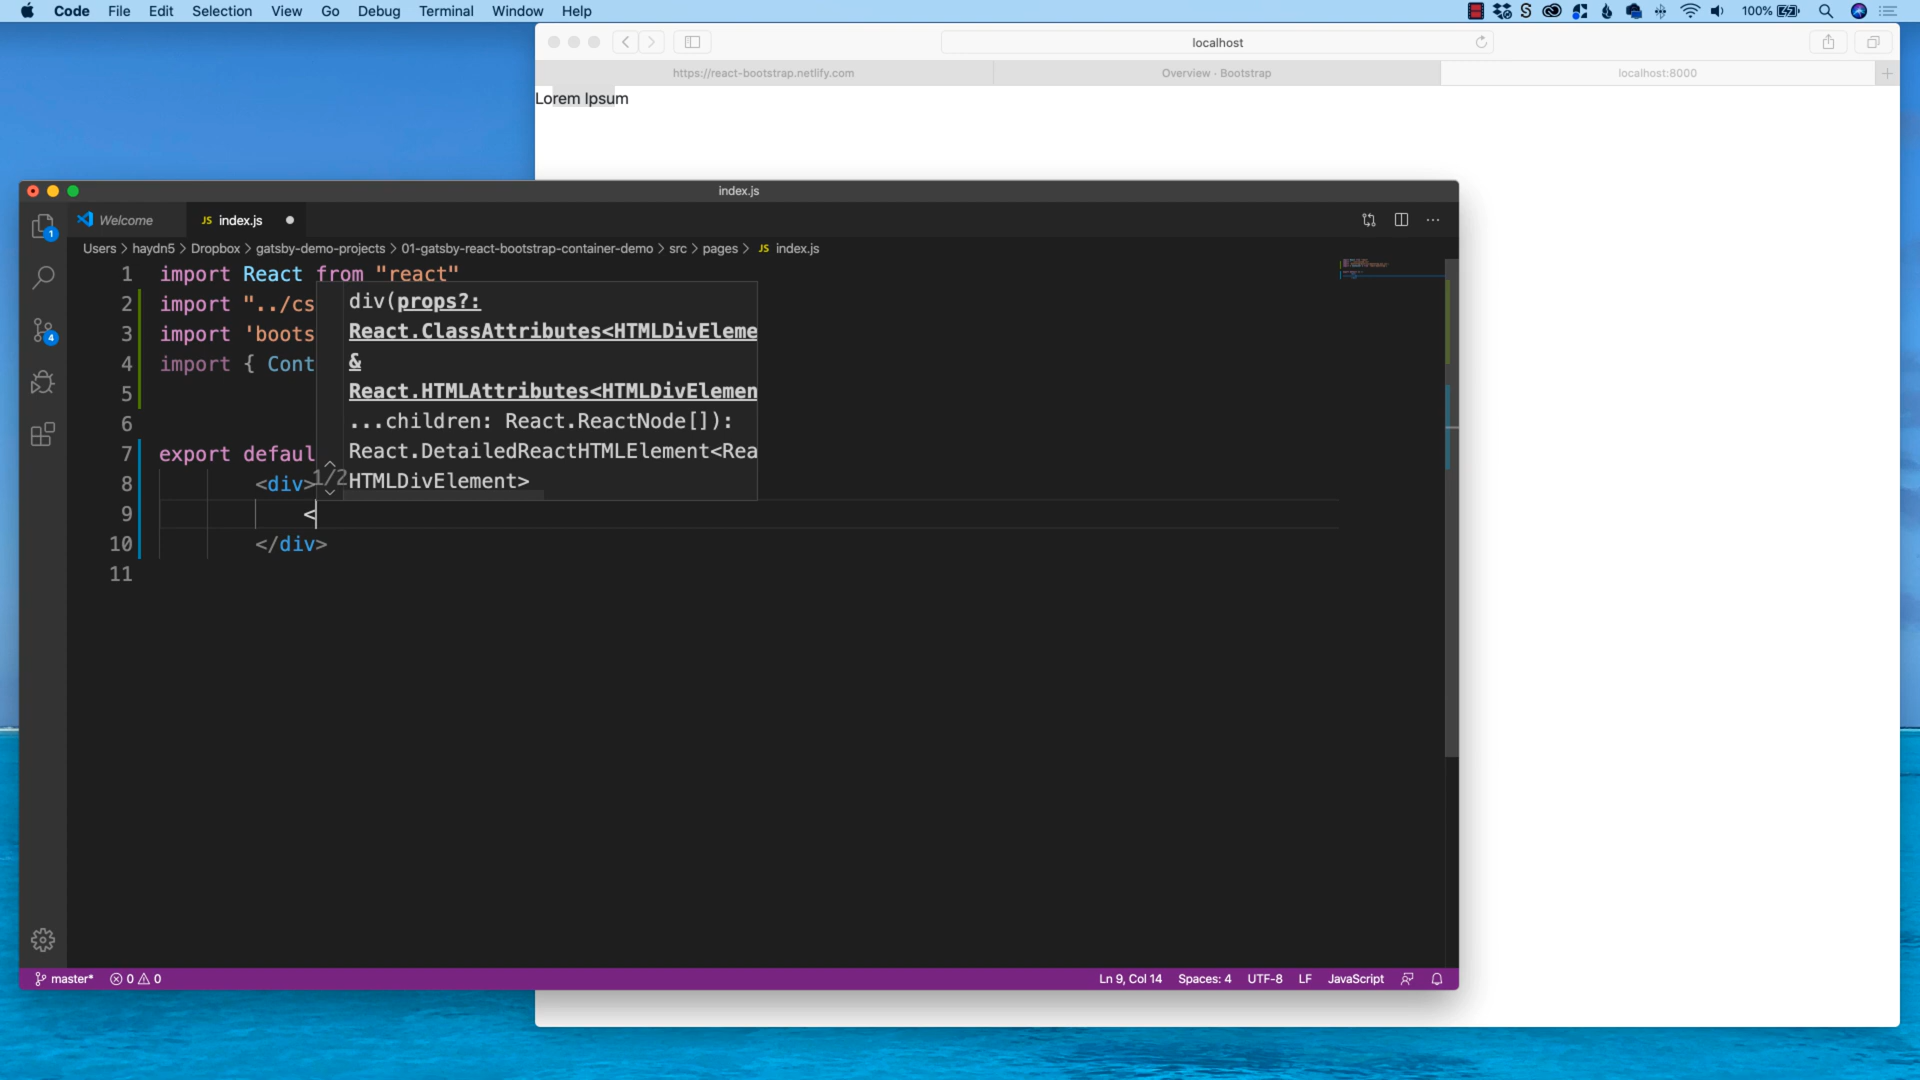 Code File Edit Selection View Go Debug Terminal Window Help
100%
localhost
https://react-bootstrap.netlify.com
Overview - Bootstrap
localhost:8000
Lorem Ipsum
index.js
1
Welcome
JS index.js
Users > haydn5 > Dropbox > gatsby-demo-projects > 01-gatsby-react-bootstrap-container-demo > src > pages > JS index.js
1 import React from "react"
2 import "../cs
3 import 'boots
4 import { Cont
5
6
7 export defaul
8 <div>
9 <
10 </div>
11
div(props?:
React.ClassAttributes<HTMLDivEleme
&
React.HTMLAttributes<HTMLDivElemen
...children: React.ReactNode[]):
React.DetailedReactHTMLElement<Rea
1/2
HTMLDivElement>
4
master* 0 0
Ln 9, Col 14 Spaces: 4 UTF-8 LF JavaScript